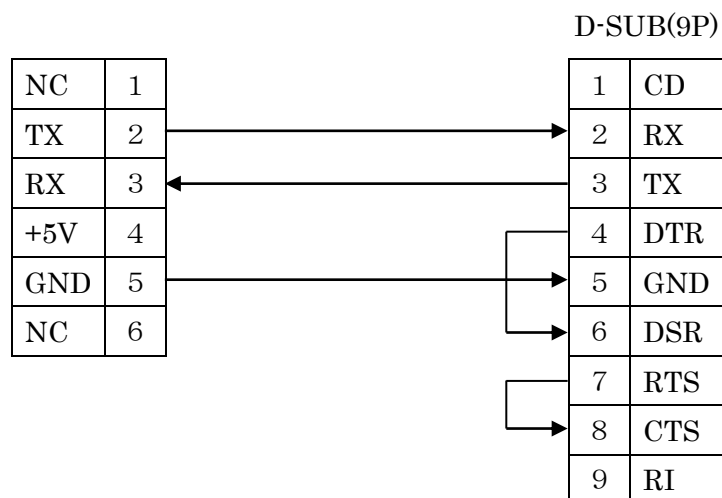 D-SUB(9P)
NC 1 1 CD
TX 2 2 RX
RX 3 3 TX
+5V 4 4 DTR
GND 5 5 GND
NC 6 6 DSR
7 RTS
8 CTS
9 RI